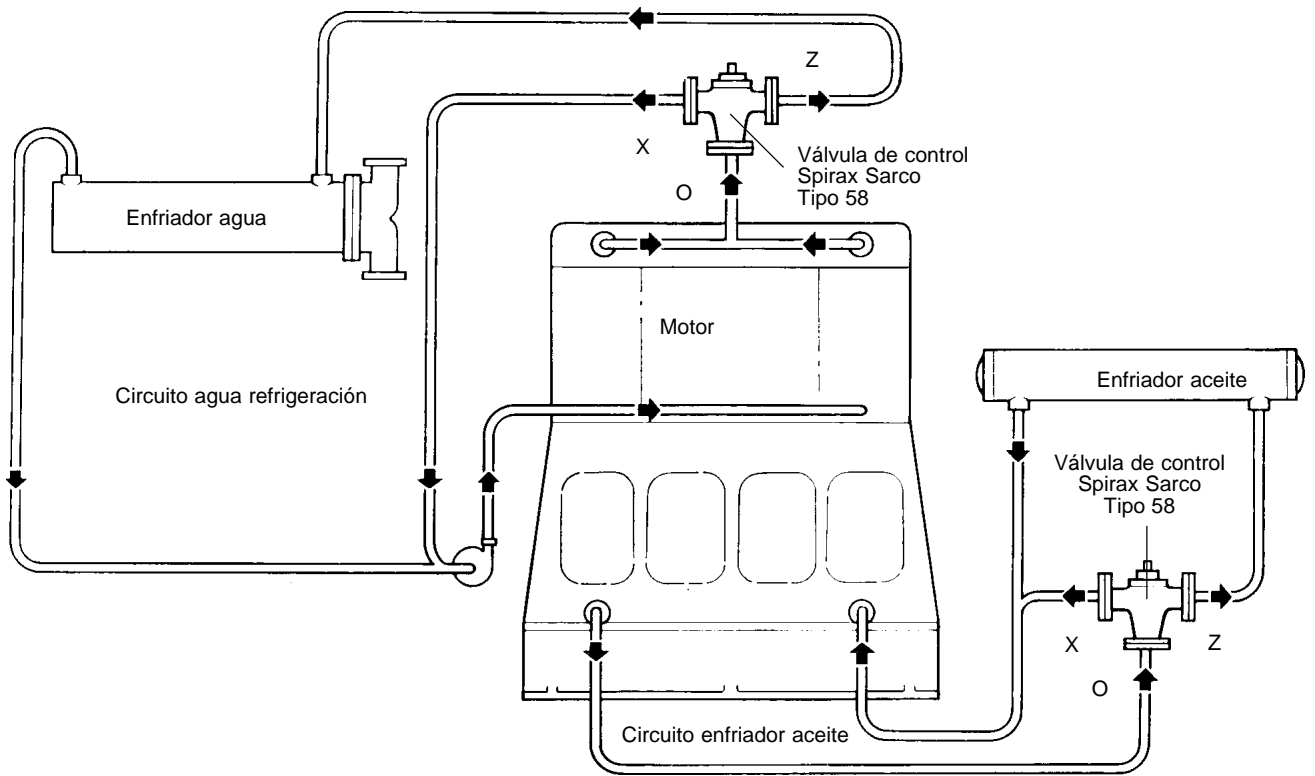 Z
X
Válvula de control
Spirax Sarco
Tipo 58
O
Enfriador agua
Motor
Enfriador aceite
Circuito agua refrigeración
Válvula de control
Spirax Sarco
Tipo 58
X
Z
O
Circuito enfriador aceite